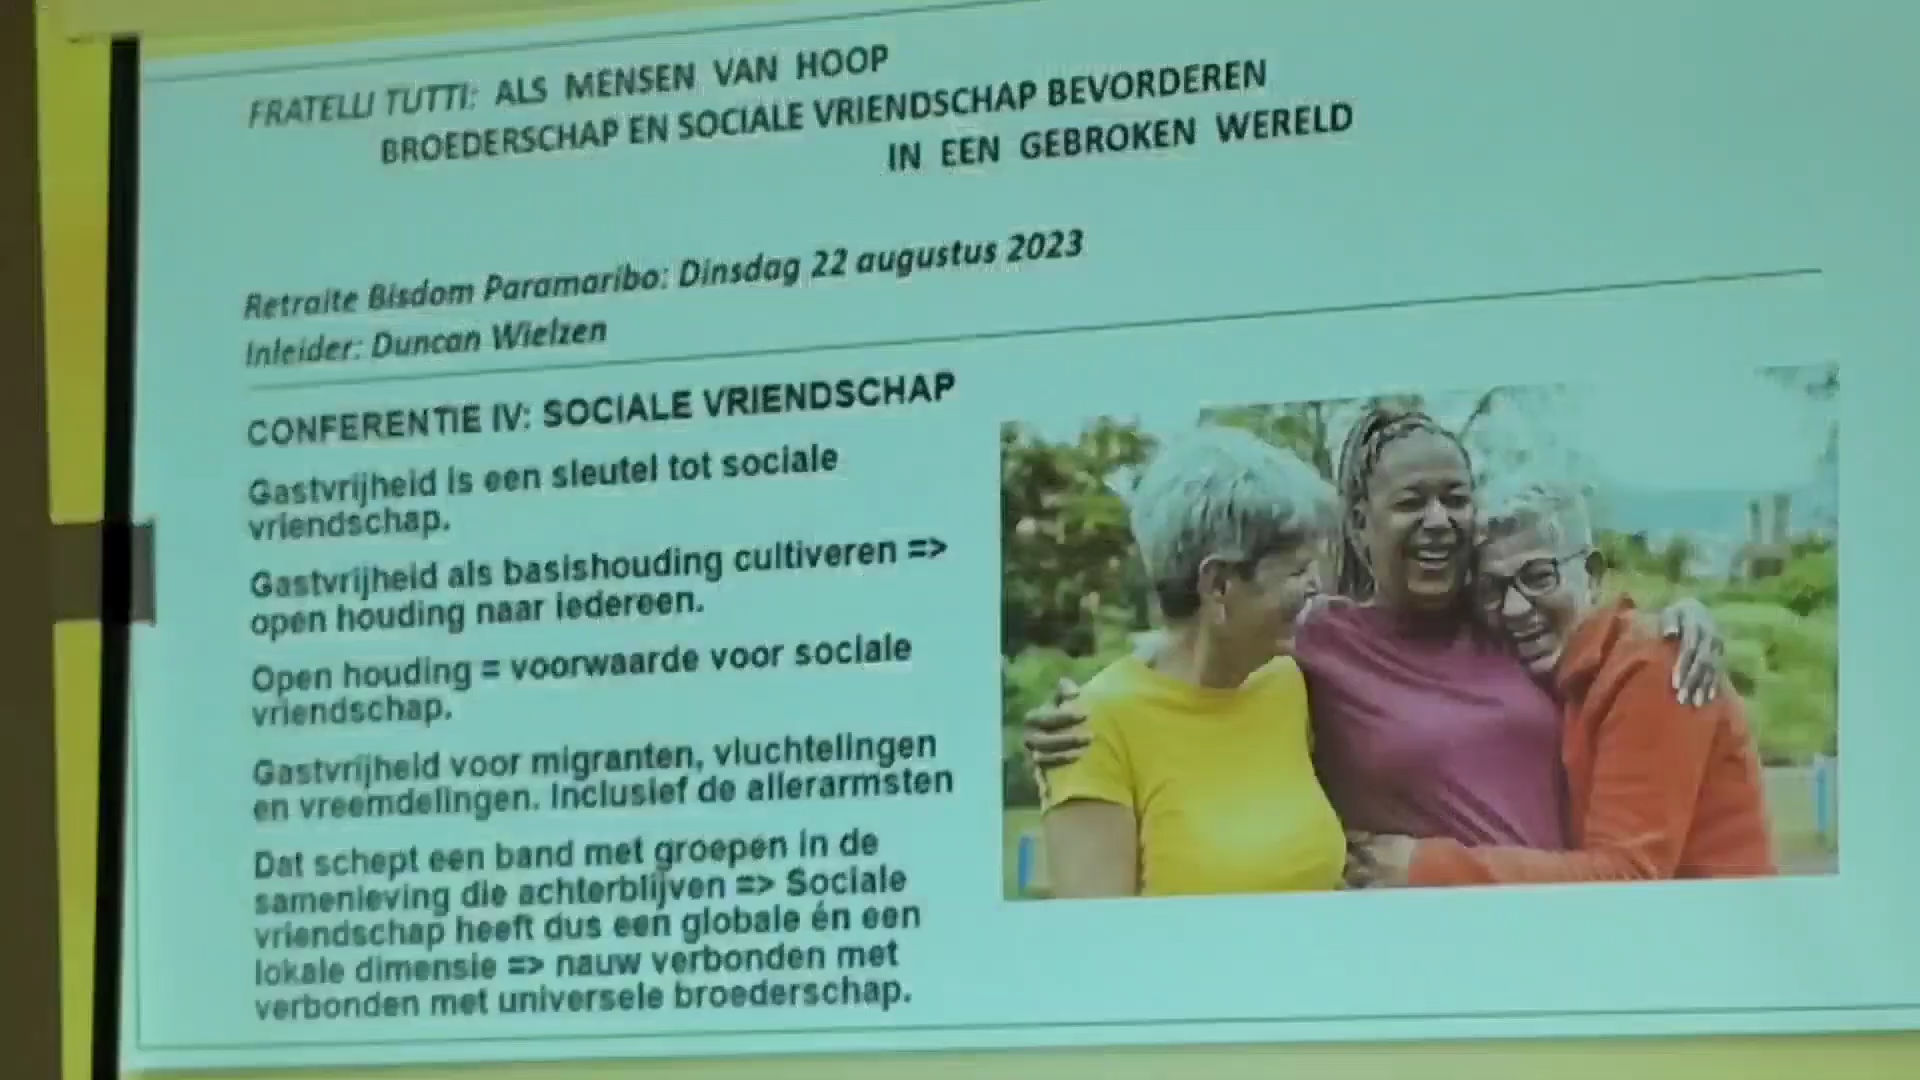 FRATELLI TUTTI: ALS MENSEN VAN HOOP
BROEDERSCHAP EN SOCIALE VRIENDSCHAP BEVORDEREN
IN EEN GEBROKEN WERELD
Retraite Bisdom Paramaribo: Dinsdag 22 augustus 2023
Inleider: Duncan Wielzen
CONFERENTIE IV: SOCIALE VRIENDSCHAP
Gastvrijheid is een sleutel tot sociale
vriendschap.
Gastvrijheid als basishouding cultiveren =>
open houding naar iedereen.
Open houding = voorwaarde voor sociale
vriendschap.
Gastvrijheid voor migranten, vluchtelingen
en vreemdelingen. Inclusief de allerarmsten
Dat schept een band met groepen in de
samenleving die achterblijven => Sociale
vriendschap heeft dus een globale én een
lokale dimensie => nauw verbonden met
verbonden met universele broederschap.